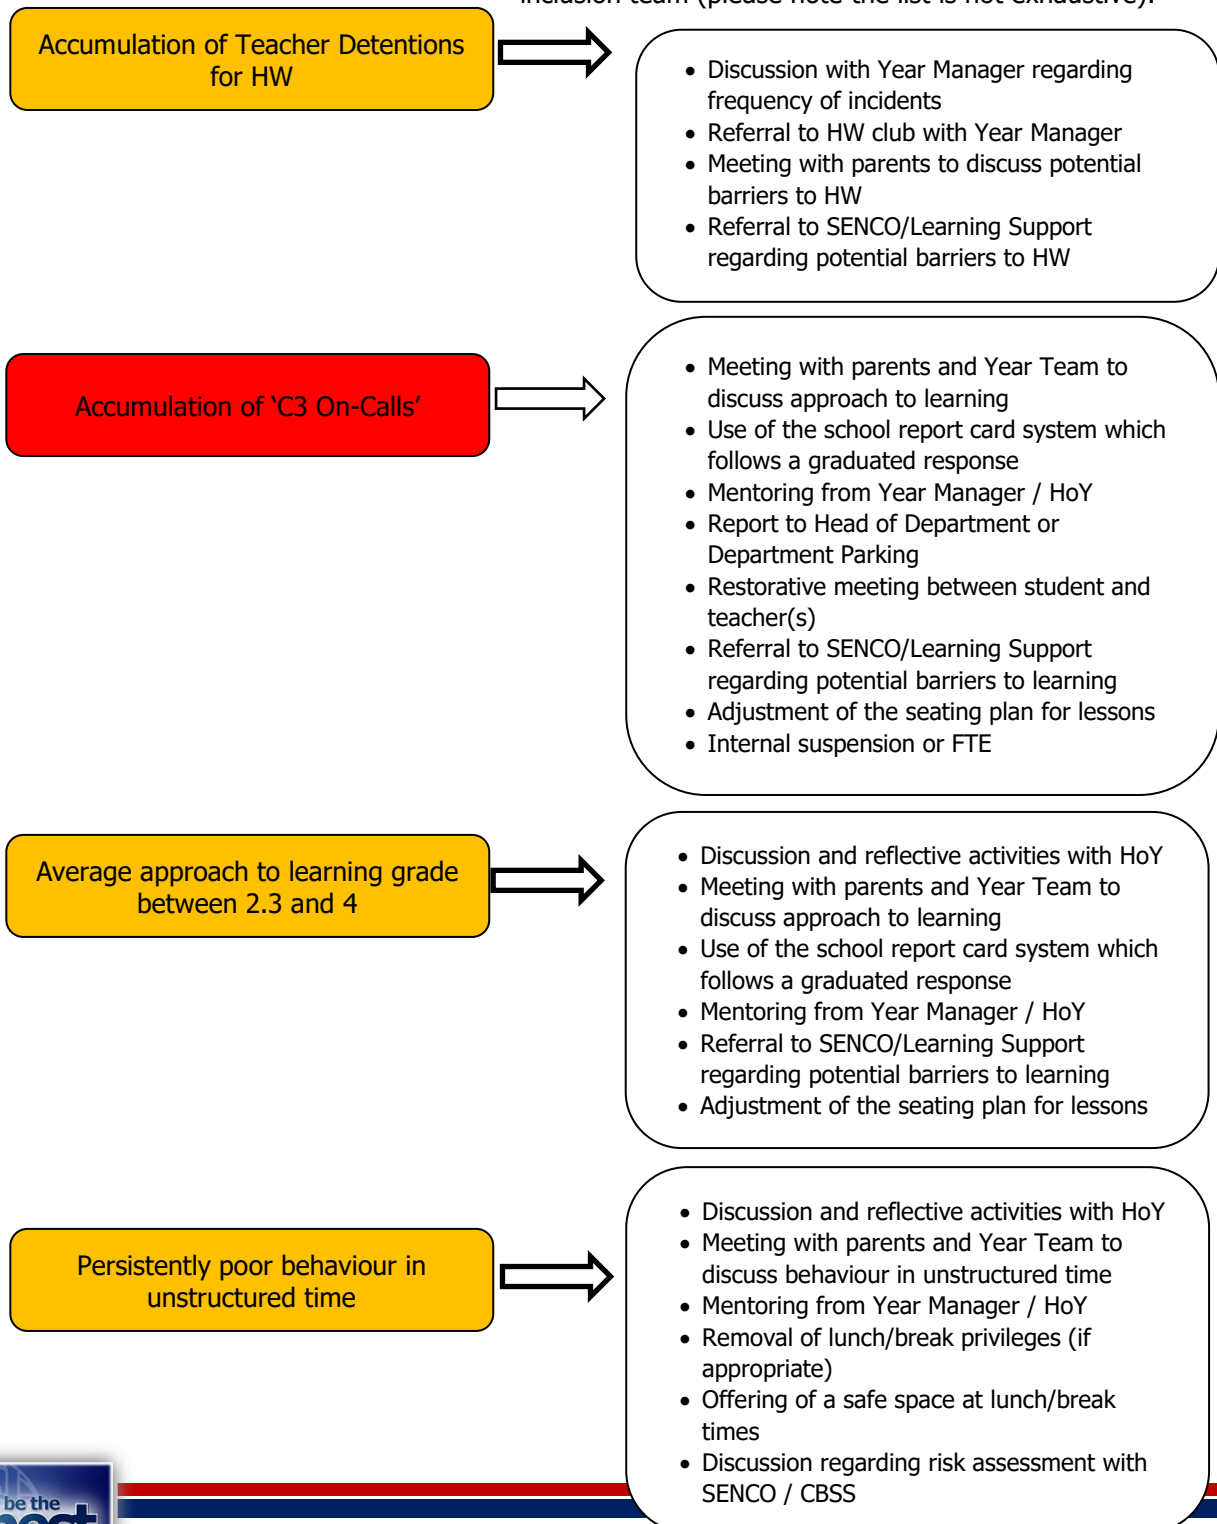 inclusion team (please note the list is not exhaustive).
Accumulation of Teacher Detentions
for HW
• Discussion with Year Manager regarding
frequency of incidents
• Referral to HW club with Year Manager
• Meeting with parents to discuss potential
barriers to HW
• Referral to SENCO/Learning Support
regarding potential barriers to HW
Accumulation of ‘C3 On-Calls’
• Meeting with parents and Year Team to
discuss approach to learning
• Use of the school report card system which
follows a graduated response
• Mentoring from Year Manager / HoY
• Report to Head of Department or
Department Parking
• Restorative meeting between student and
teacher(s)
• Referral to SENCO/Learning Support
regarding potential barriers to learning
• Adjustment of the seating plan for lessons
• Internal suspension or FTE
Average approach to learning grade
between 2.3 and 4
• Discussion and reflective activities with HoY
• Meeting with parents and Year Team to
discuss approach to learning
• Use of the school report card system which
follows a graduated response
• Mentoring from Year Manager / HoY
• Referral to SENCO/Learning Support
regarding potential barriers to learning
• Adjustment of the seating plan for lessons
Persistently poor behaviour in
unstructured time
• Discussion and reflective activities with HoY
• Meeting with parents and Year Team to
discuss behaviour in unstructured time
• Mentoring from Year Manager / HoY
• Removal of lunch/break privileges (if
appropriate)
• Offering of a safe space at lunch/break
times
• Discussion regarding risk assessment with
SENCO / CBSS
be the